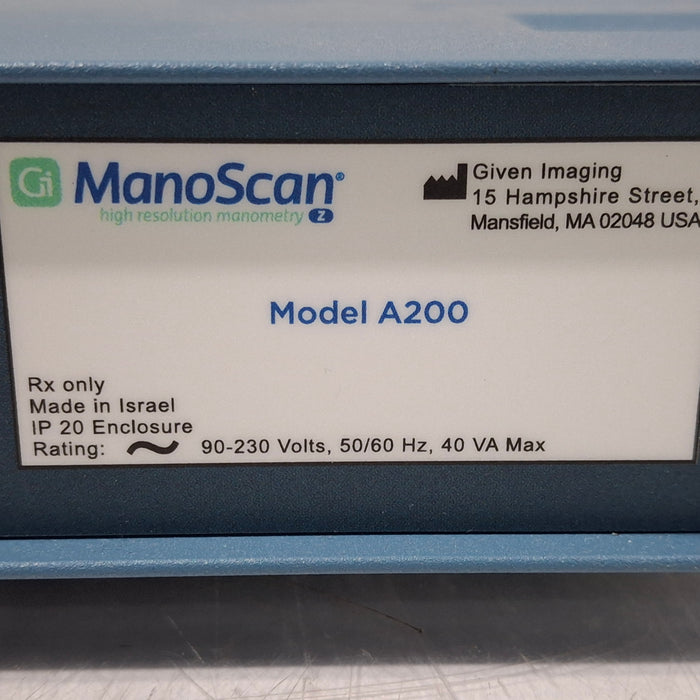 Gi ManoScan®
high resolution manometry Z
Given Imaging
15 Hampshire Street,
Mansfield, MA 02048 USA
Model A200
Rx only
Made in Israel
IP 20 Enclosure
Rating: 90-230 Volts, 50/60 Hz, 40 VA Max